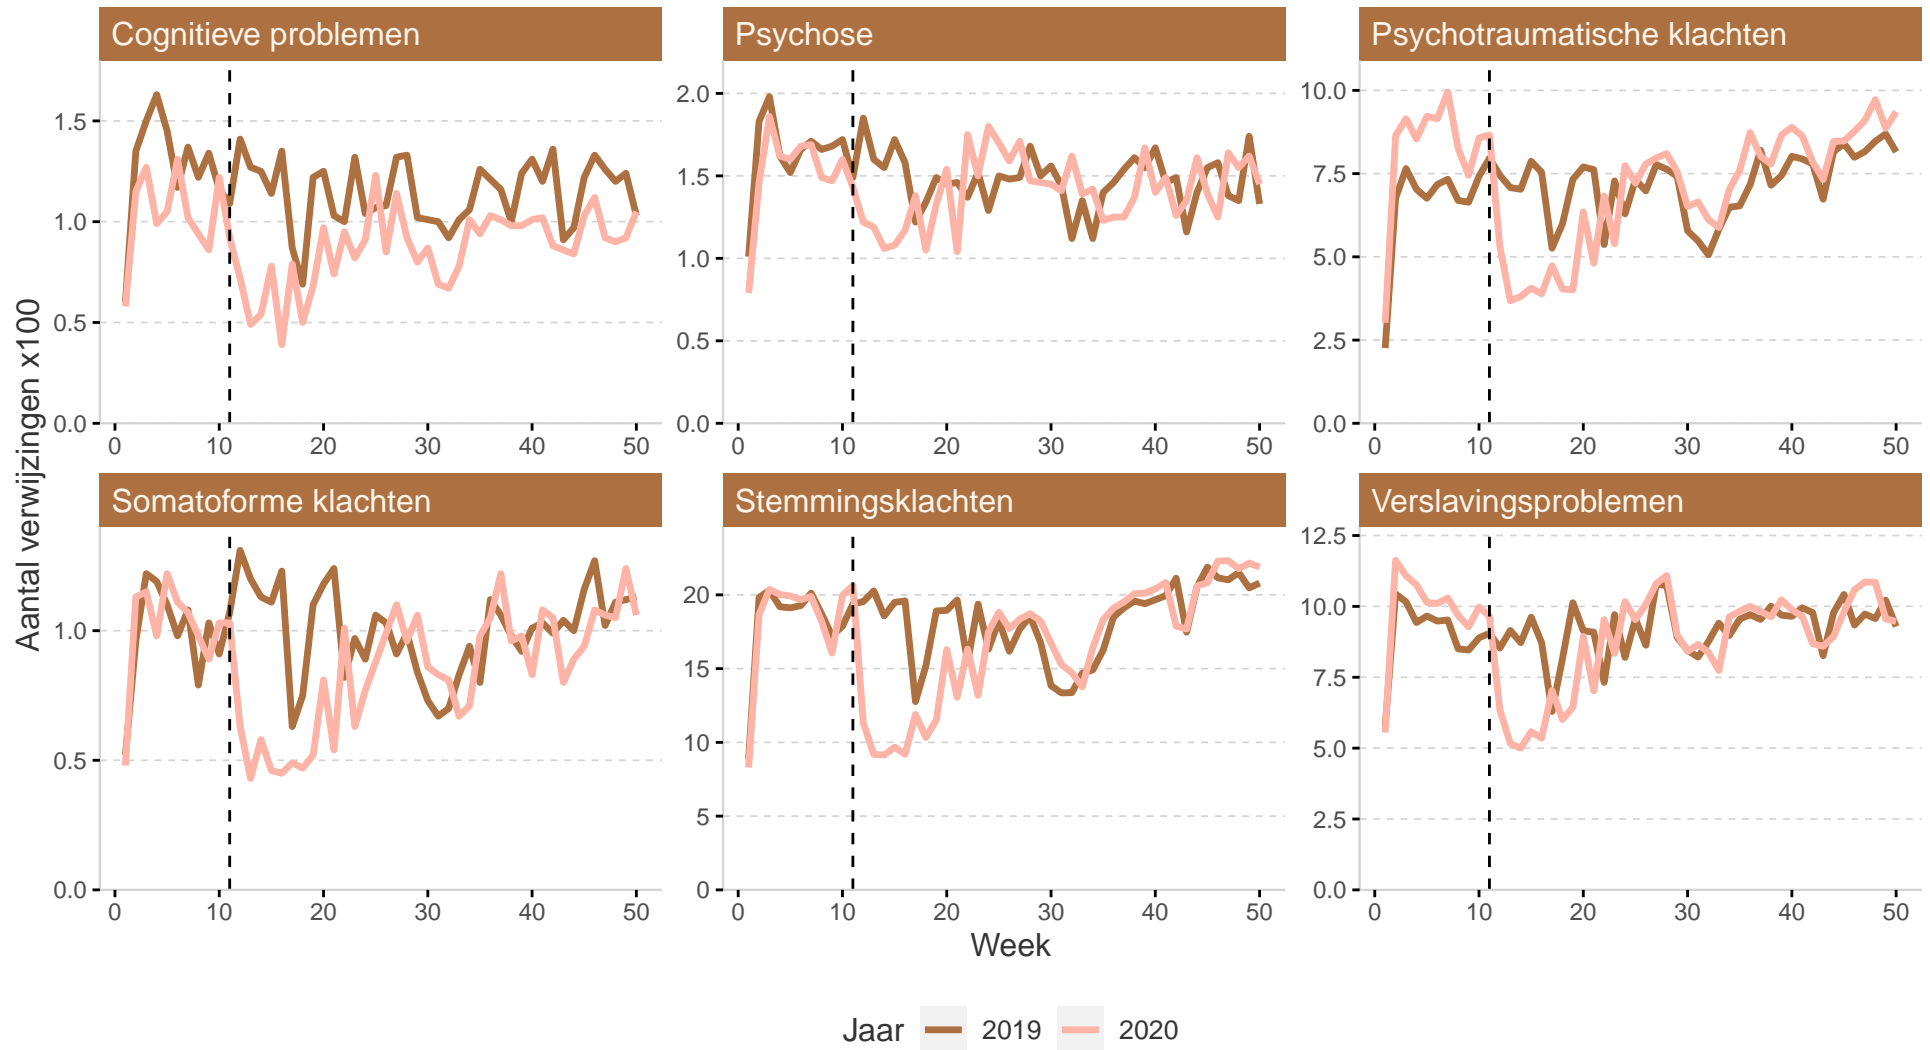 Cognitieve problemen
Psychose
Psychotraumatische klachten
1.5
1.0
0.5
0.0
0 10 20 30 40 50
2.0
1.5
1.0
0.5
0.0
0 10 20 30 40 50
10.0
7.5
5.0
2.5
0.0
0 10 20 30 40 50
Aantal verwijzingen x100
Somatoforme klachten
Stemmingsklachten
Verslavingsproblemen
1.0
0.5
0.0
0 10 20 30 40 50
20
15
10
5
0
0 10 20 30 40 50
12.5
10.0
7.5
5.0
2.5
0.0
0 10 20 30 40 50
Week
Jaar 2019 2020